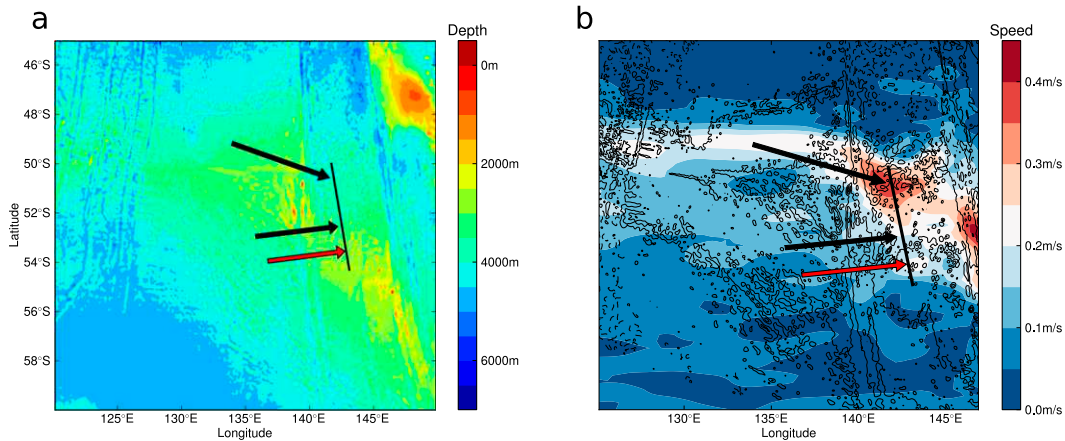 a
Depth
46°S
48°S
50°S
52°S
54°S
56°S
58°S
Latitude
125°E
130°E
135°E
140°E
145°E
Longitude
0m
2000m
4000m
6000m
b
Speed
130°E
135°E
140°E
145°E
Longitude
0.4m/s
0.3m/s
0.2m/s
0.1m/s
0.0m/s